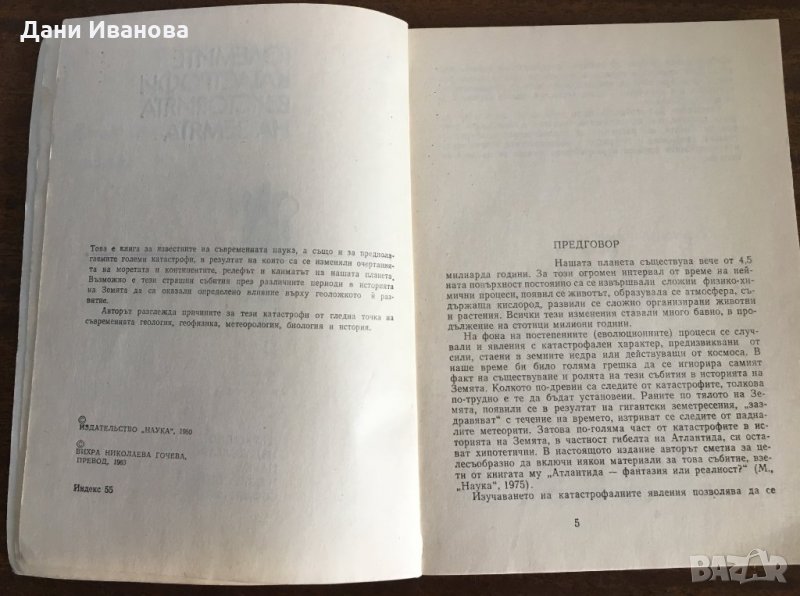 Дани Иванова
Това е книга за известните на съвременната наука, а също и за предпола-
гаемите големи катастрофи, в резултат на които са се изменяли очертания-
та на моретата и континентите, релефът и климатът на нашата планета.
Възможно е тези страшни събития през различните периоди в историята
на Земята да са оказали определено влияние върху геоложкото ѝ раз-
витие.
Авторът разглежда причините за тези катастрофи от гледна точка на
съвременната геология, геофизика, метеорология, биология и история.
©
ИЗДАТЕЛСТВО „НАУКА", 1980
©
ВИХРА НИКОЛАЕВА ГОЧЕВА,
ПРЕВОД, 1983
Индекс 55
ПРЕДГОВОР
Нашата планета съществува вече от 4,5
милиарда години. За този огромен интервал от време на ней-
ната повърхност постоянно са се извършвали сложни физико-хи-
мични процеси, появил се животът, образувала се атмосфера, съ-
държаща кислород, развили се сложно организирани животни
и растения. Всички тези изменения ставали много бавно, в про-
дължение на стотици милиони години.
На фона на постепенните (еволюционните) процеси се случ-
вали и явления с катастрофален характер, предизвиквани от
сили, стаени в земните недра или действуващи от космоса. В
наше време би било голяма грешка да се игнорира самият
факт на съществуване и ролята на тези събития в историята на
Земята. Колкото по-древни са следите от катастрофите, толкова
по-трудно е те да бъдат установени. Раните по тялото на Зе-
мята, появили се в резултат на гигантски земетресения, „заз-
дравяват" с течение на времето, изтриват се следите от падна-
лите метеорити. Затова по-голяма част от катастрофите в ис-
торията на Земята, в частност гибелта на Атлантида, си оста-
ват хипотетични. В настоящото издание авторът сметна за це-
лесъобразно да включи някои материали за това събитие, взе-
ти от книгата му „Атлантида — фантазия или реалност?" (М.,
„Наука", 1975).
Изучаването на катастрофалните явления позволява да се
5
BAZAR